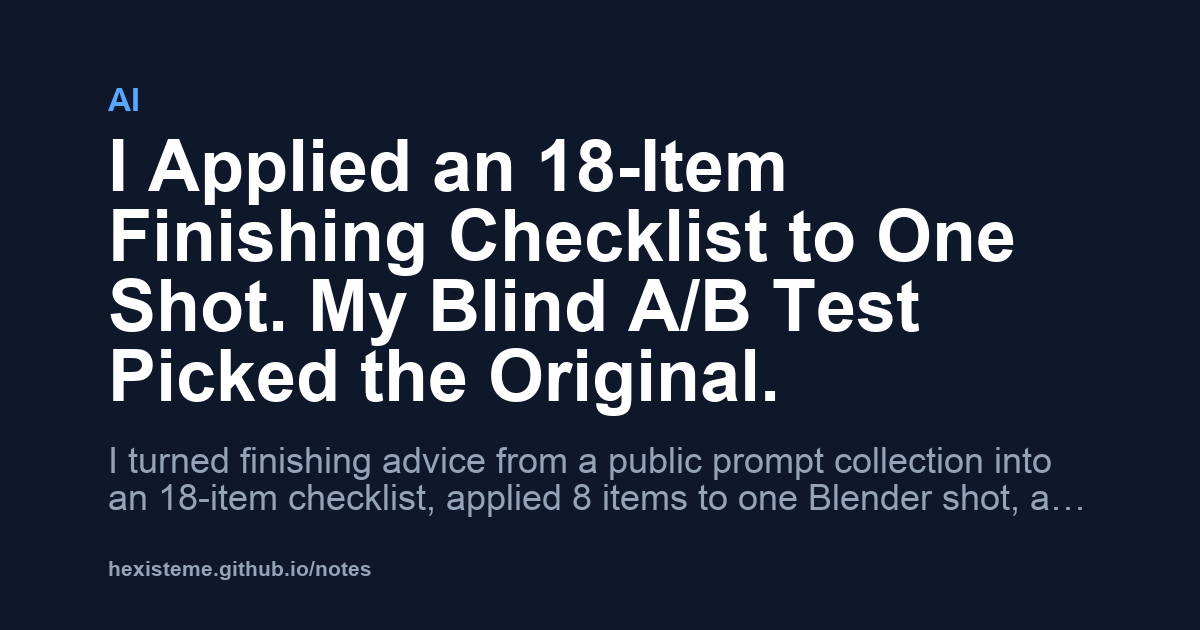 AI
I Applied an 18-Item
Finishing Checklist to One
Shot. My Blind A/B Test
Picked the Original.
I turned finishing advice from a public prompt collection into
an 18-item checklist, applied 8 items to one Blender shot, a…
hexisteme.github.io/notes